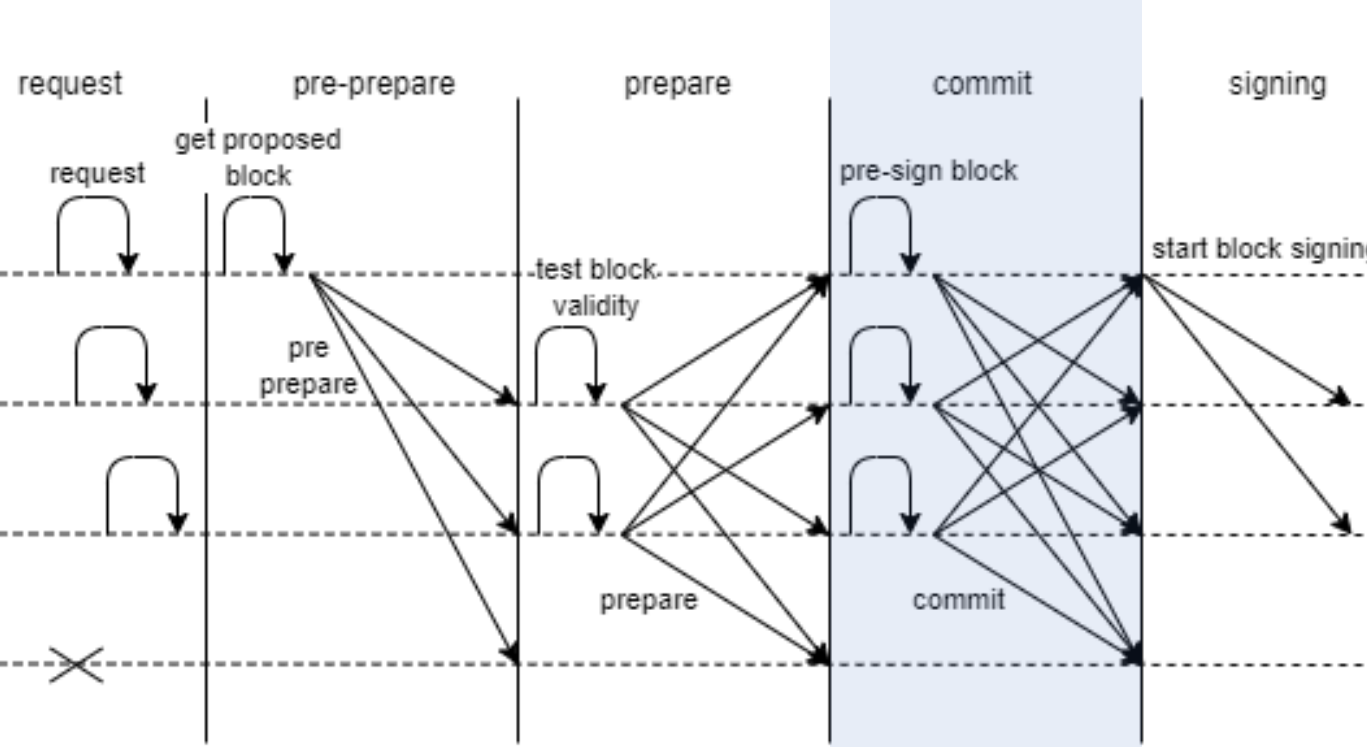 request
pre-prepare
prepare
commit
signing
get proposed
block
request
pre-sign block
start block signing
test block
validity
pre
prepare
prepare
commit